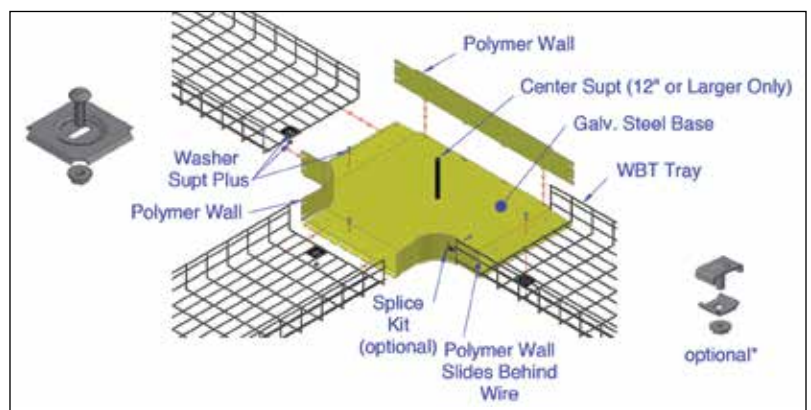 Polymer Wall
Center Supt (12" or Larger Only)
Galv. Steel Base
WBT Tray
Washer
Supt Plus
Polymer Wall
Splice
Kit
(optional)
Polymer Wall
Slides Behind
Wire
optional*